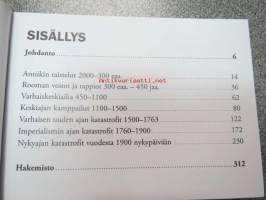 SISÄLLYS
Johdanto 6
Antiikin taistelut 2000–300 eaa. 14
Rooman voitot ja tappiot 300 eaa. – 450 jaa. 36
Varhaiskeskiaika 450–1100 62
Keskiajan kamppailut 1100–1500 80
Varhaisen uuden ajan katastrofit 1500–1763 122
Imperialismin ajan katastrofit 1760–1900 172
Nykyajan katastrofit vuodesta 1900 nykypäivään 250
Hakemisto 312